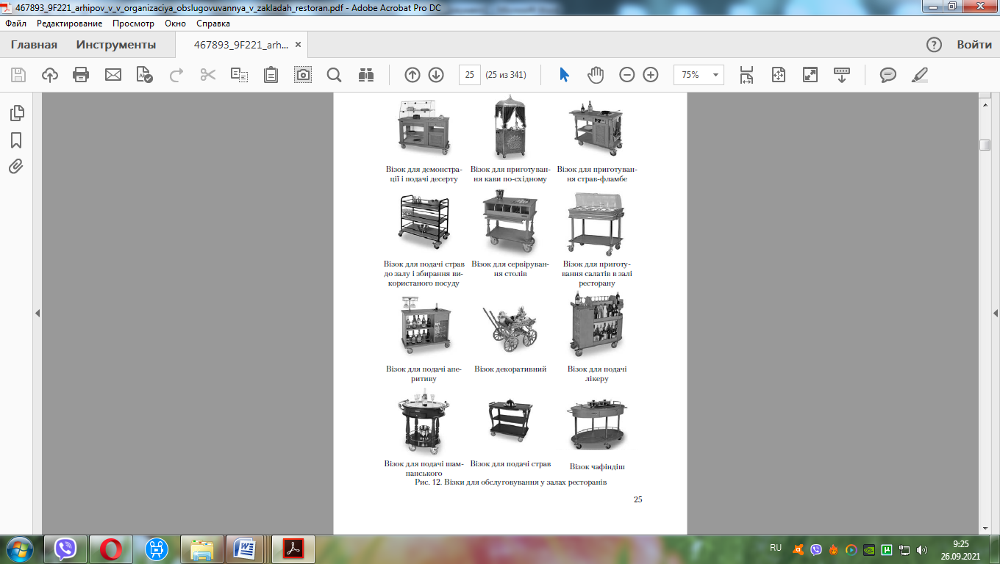 467893_9F221_arhipov_v_v_organizaciya_obslugovuvannya_v_zakladah_restoran.pdf - Adobe Acrobat Pro DC
Файл Редактирование Просмотр Окно Справка
Главная Инструменты 467893_9F221_arh... × ? Войти
25 (25 из 341) 75%
Візок для демонстра-
ції і подачі десерту
Візок для приготуван-
ня кави по-східному
Візок для приготуван-
ня страв-фламбе
Візок для подачі страв
до залу і збирання ви-
користаного посуду
Візок для сервіруван-
ня столів
Візок для пригото-
вання салатів в залі
ресторану
Візок для подачі апе-
ритиву
Візок декоративний
Візок для подачі
лікеру
Візок для подачі шам-
панського
Візок для подачі страв
Візок чафіндіш
Рис. 12. Візки для обслуговування у залах ресторанів
25
RU
9:25
26.09.2021